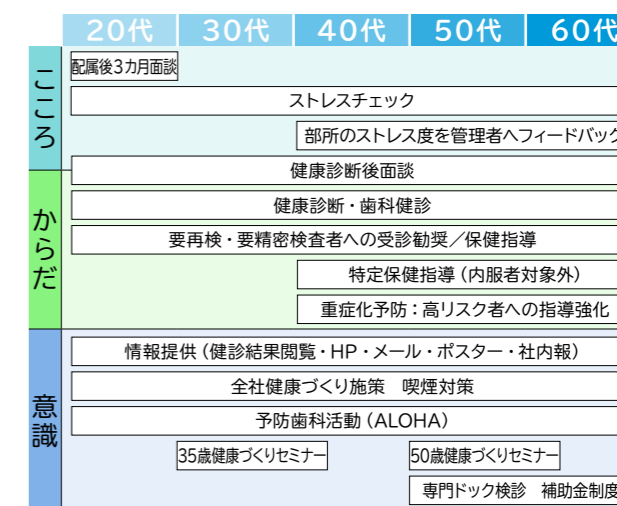 20代 30代 40代 50代 60代
こころ
配属後3カ月面談
ストレスチェック
部所のストレス度を管理者へフィードバック
健康診断後面談
からだ
健康診断・歯科健診
要再検・要精密検査者への受診勧奨／保健指導
特定保健指導（内服者対象外）
重症化予防：高リスク者への指導強化
意識
情報提供（健診結果閲覧・HP・メール・ポスター・社内報）
全社健康づくり施策　喫煙対策
予防歯科活動（ALOHA）
35歳健康づくりセミナー 50歳健康づくりセミナー
専門ドック検診　補助金制度